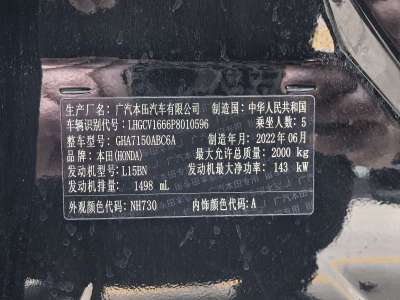 生产厂名：广汽本田汽车有限公司 制造国：中华人民共和国
车辆识别代号：LHGCV1666P8010596 乘坐人数：5
整车型号：GHA7150ABC6A 制造年月：2022年06月
品牌：本田(HONDA) 最大允许总质量：2000 kg
发动机型号：L15BN 发动机最大净功率：143 kW
发动机排量：1498 mL
外观颜色代码：NH730 内饰颜色代码：A